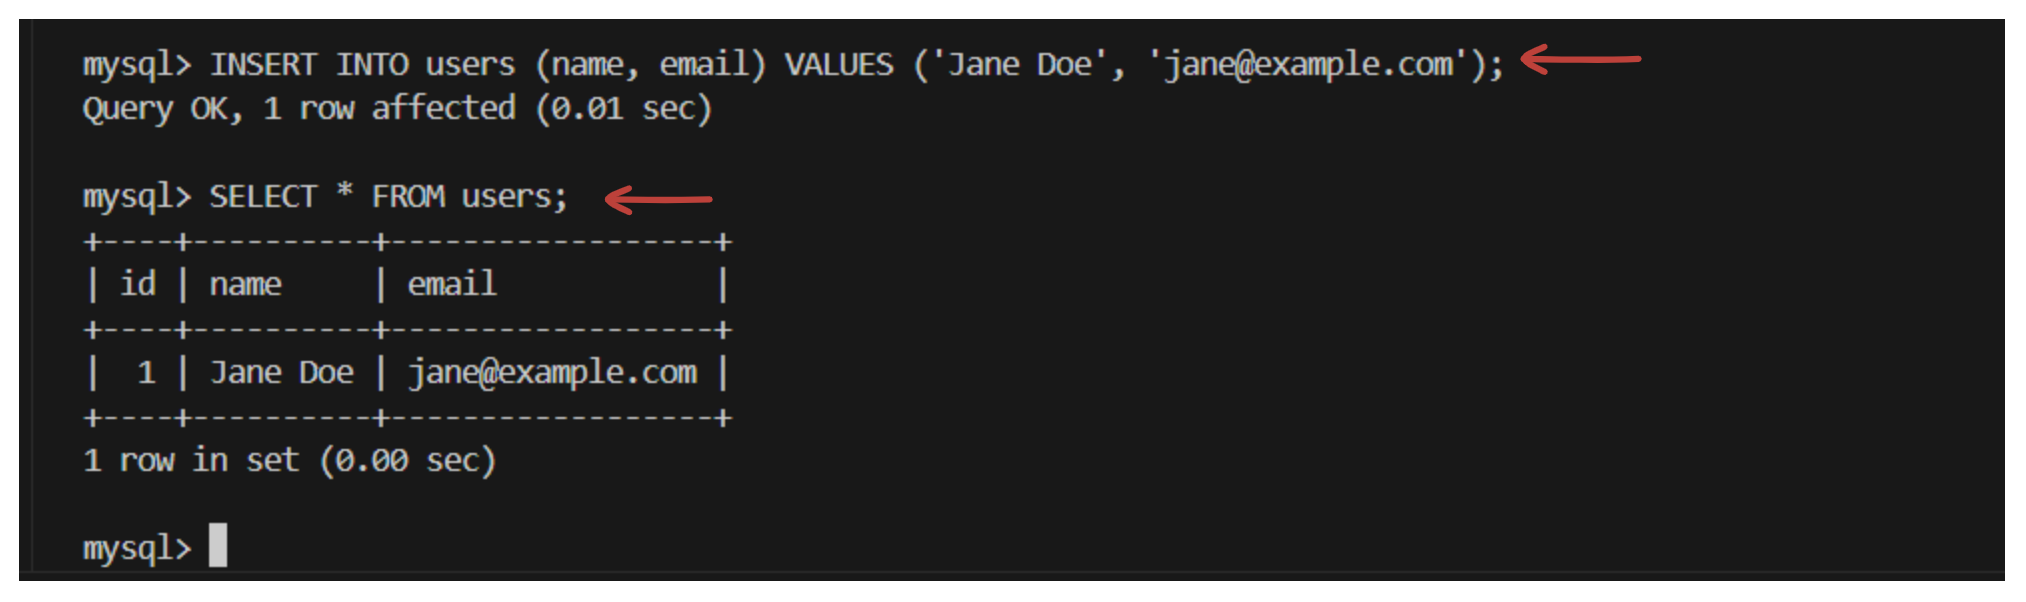 mysql> INSERT INTO users (name, email) VALUES ('Jane Doe', 'jane@example.com');
Query OK, 1 row affected (0.01 sec)
mysql> SELECT * FROM users;
+----+----------+------------------+
| id | name     | email            |
+----+----------+------------------+
|  1 | Jane Doe | jane@example.com |
+----+----------+------------------+
1 row in set (0.00 sec)
mysql>